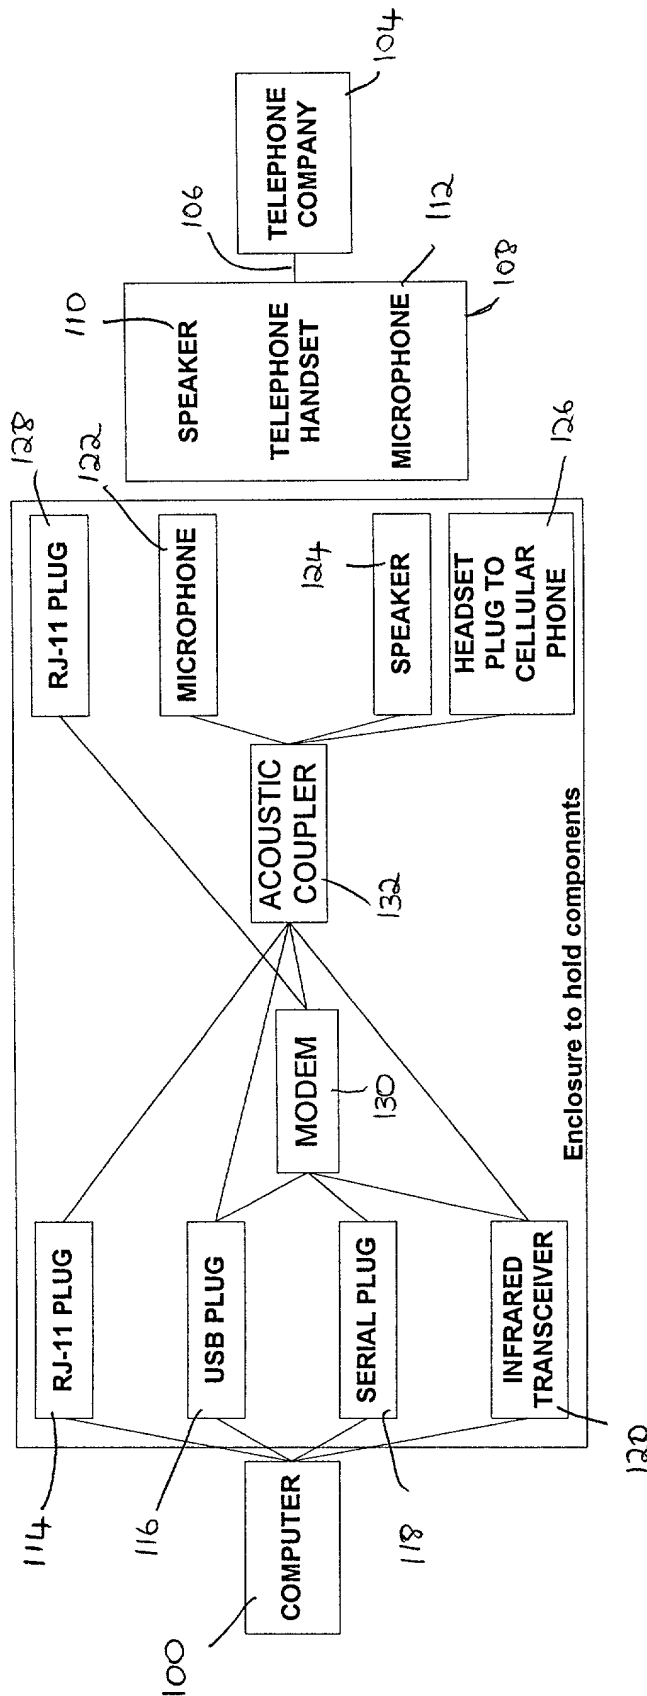 100
COMPUTER
114
RJ-11 PLUG
116
USB PLUG
118
SERIAL PLUG
120
INFRARED
TRANSCEIVER
MODEM
130
ACOUSTIC
COUPLER
132
128
RJ-11 PLUG
122
MICROPHONE
124
SPEAKER
126
HEADSET
PLUG TO
CELLULAR
PHONE
Enclosure to hold components
110
SPEAKER
TELEPHONE
HANDSET
MICROPHONE
112
108
106
TELEPHONE
COMPANY
104